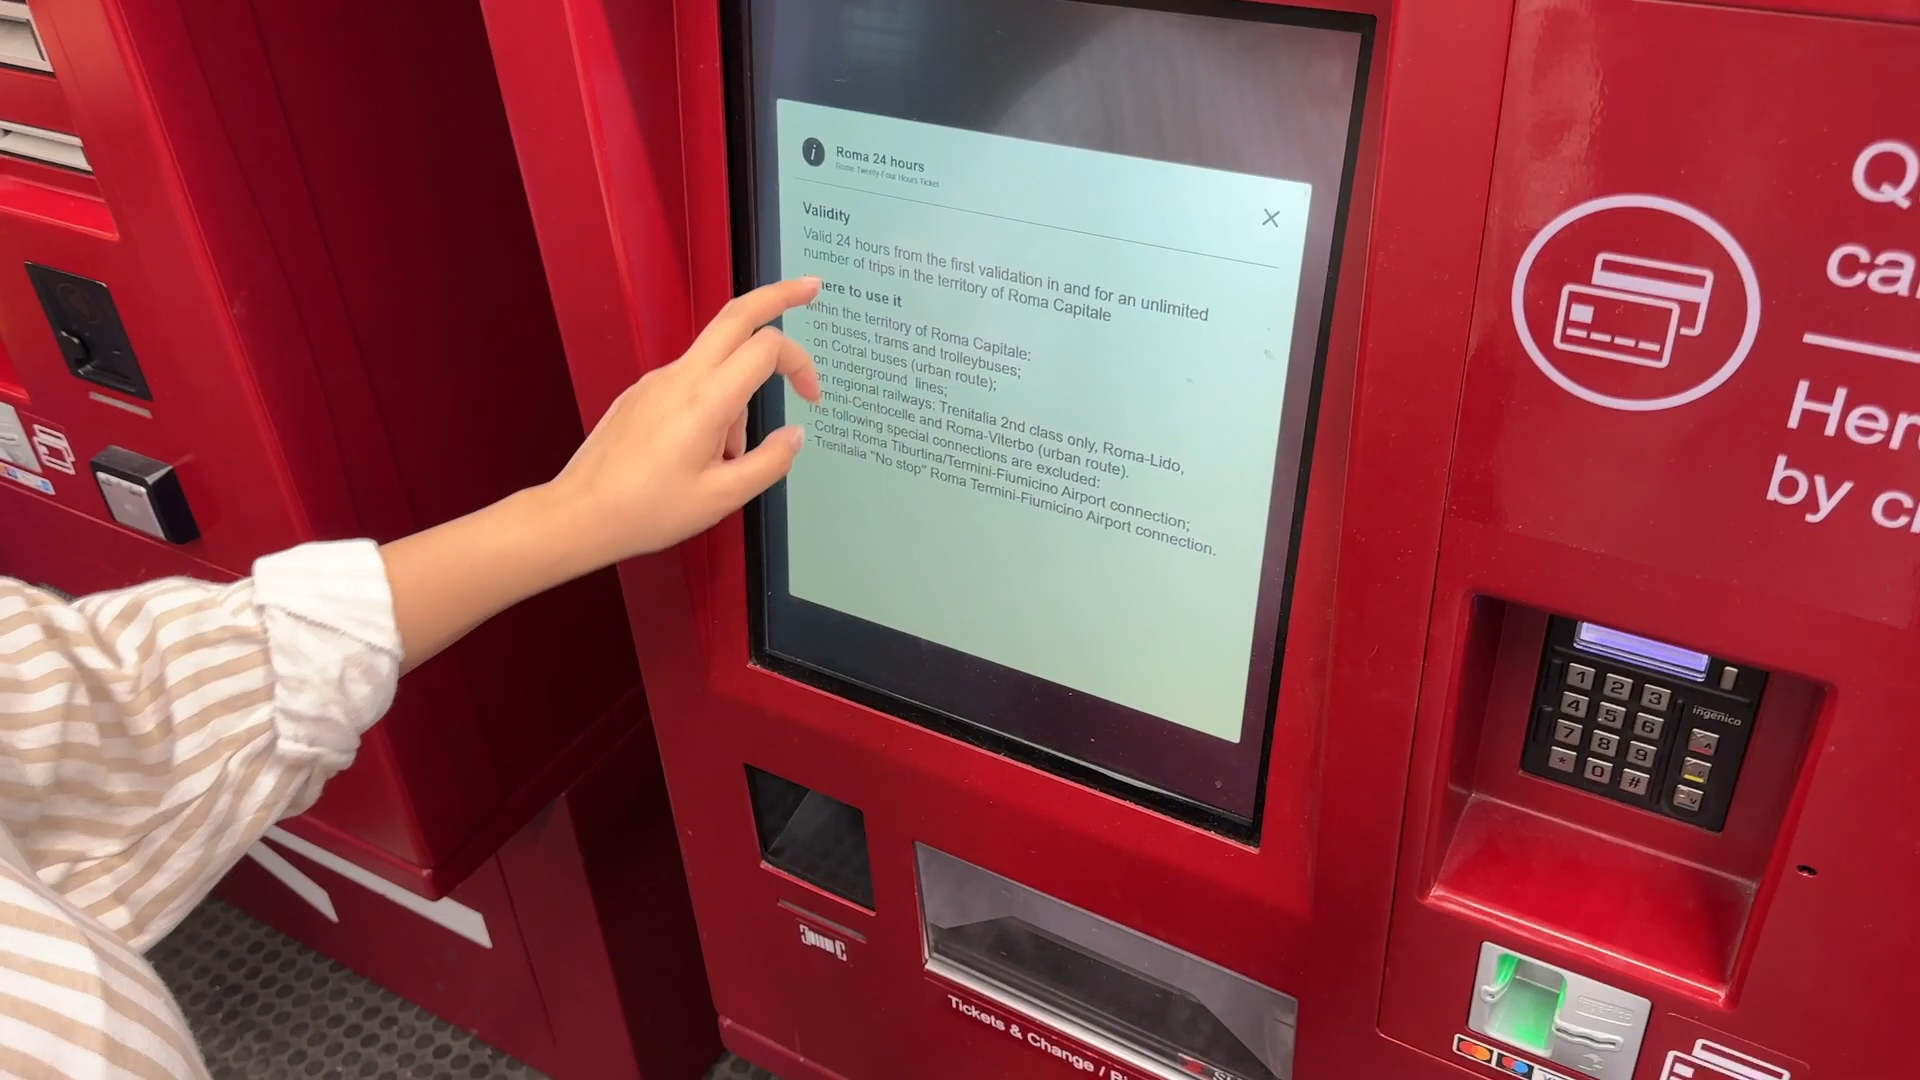 Roma 24 hours
Rome Twenty-Four Hours Ticket
Validity
Valid 24 hours from the first validation in and for an unlimited
number of trips in the territory of Roma Capitale
here to use it
within the territory of Roma Capitale:
- on buses, trams and trolleybuses;
- on Cotral buses (urban route);
on underground lines;
on regional railways: Trenitalia 2nd class only, Roma-Lido,
rmini-Centocelle and Roma-Viterbo (urban route).
The following special connections are excluded:
- Cotral Roma Tiburtina/Termini-Fiumicino Airport connection;
- Trenitalia "No stop" Roma Termini-Fiumicino Airport connection.
Q
ca
Her
by c
1 2 3
4 5 6
7 8 9
* 0 #
ingenico
Tickets & Change / R